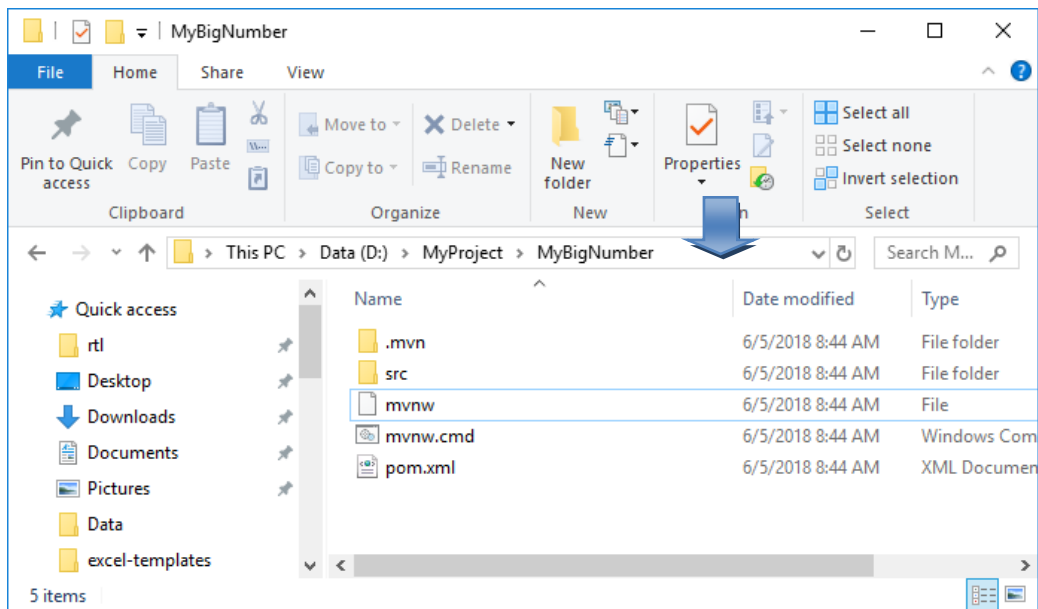 MyBigNumber
File Home Share View
Pin to Quick access
Copy
Paste
Move to
Copy to
Delete
Rename
New folder
Properties
Select all
Select none
Invert selection
Clipboard Organize New n Select
This PC > Data (D:) > MyProject > MyBigNumber
Search M...
Quick access
rtl
Desktop
Downloads
Documents
Pictures
Data
excel-templates
Name Date modified Type
.mvn 6/5/2018 8:44 AM File folder
src 6/5/2018 8:44 AM File folder
mvnw 6/5/2018 8:44 AM File
mvnw.cmd 6/5/2018 8:44 AM Windows Com
pom.xml 6/5/2018 8:44 AM XML Documen
5 items